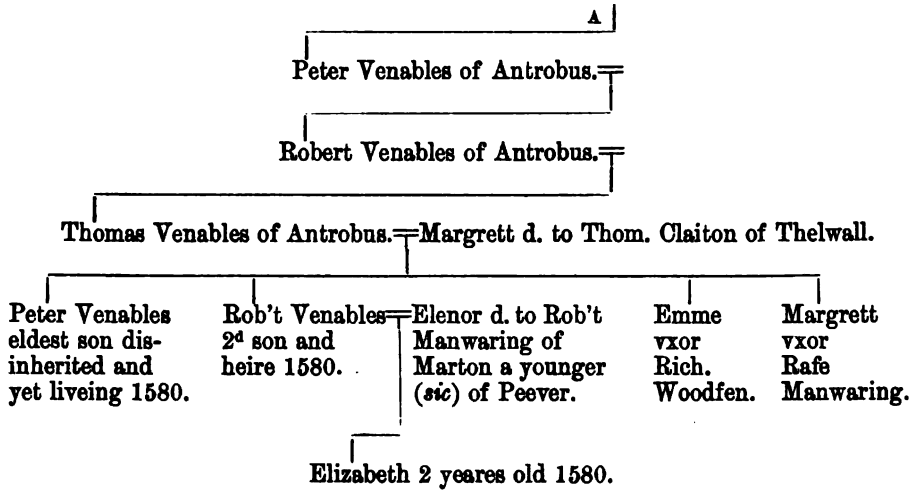 A
Peter Venables of Antrobus.
Robert Venables of Antrobus.
Thomas Venables of Antrobus. Margrett d. to Thom. Claiton of Thelwall.
Peter Venables
eldest son dis-
inherited and
yet liveing 1580.
Rob't Venables
2d son and
heire 1580.
Elenor d. to Rob't
Manwaring of
Marton a younger
(sic) of Peever.
Emme
vxor
Rich.
Woodfen.
Margrett
vxor
Rafe
Manwaring.
Elizabeth 2 yeares old 1580.